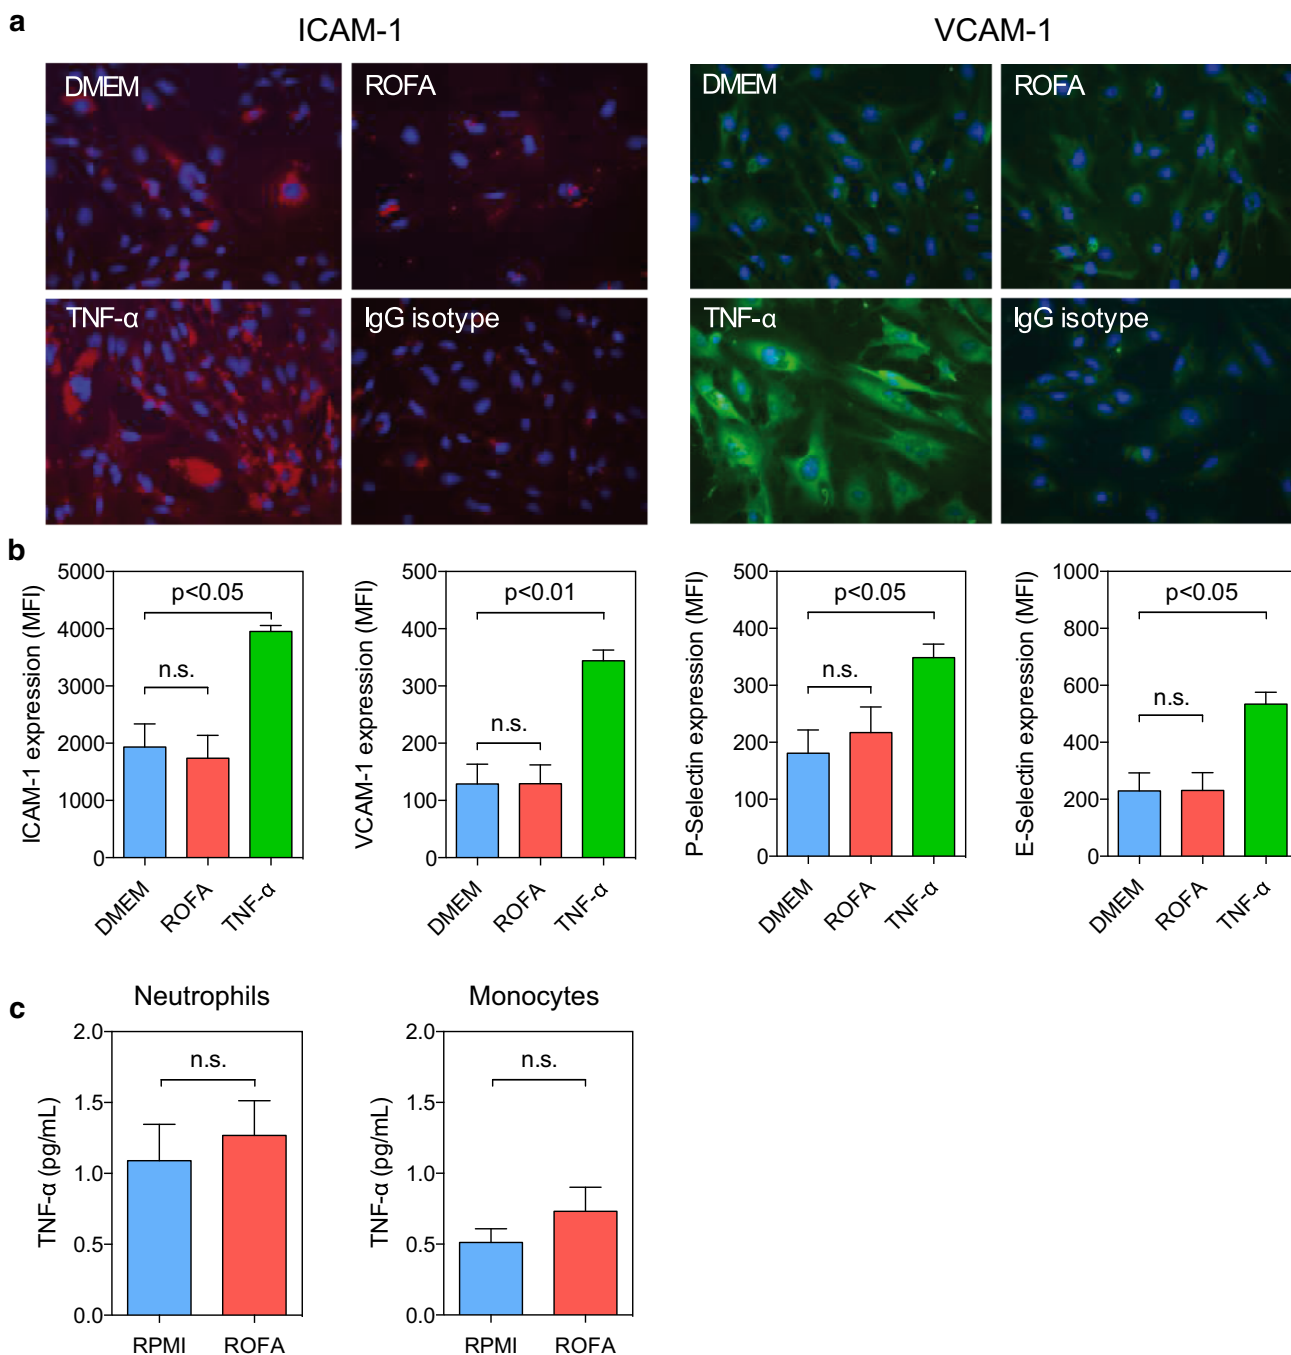 a
ICAM-1
VCAM-1
DMEM
ROFA
DMEM
ROFA
TNF-α
IgG isotype
TNF-α
IgG isotype
b
ICAM-1 expression (MFI)
5000
4000
3000
2000
1000
0
p<0.05
n.s.
DMEM
ROFA
TNF-α
VCAM-1 expression (MFI)
500
400
300
200
100
0
p<0.01
n.s.
DMEM
ROFA
TNF-α
P-Selectin expression (MFI)
500
400
300
200
100
0
p<0.05
n.s.
DMEM
ROFA
TNF-α
E-Selectin expression (MFI)
1000
800
600
400
200
0
p<0.05
n.s.
DMEM
ROFA
TNF-α
c
Neutrophils
TNF-α (pg/mL)
2.0
1.5
1.0
0.5
0.0
n.s.
RPMI
ROFA
Monocytes
TNF-α (pg/mL)
2.0
1.5
1.0
0.5
0.0
n.s.
RPMI
ROFA